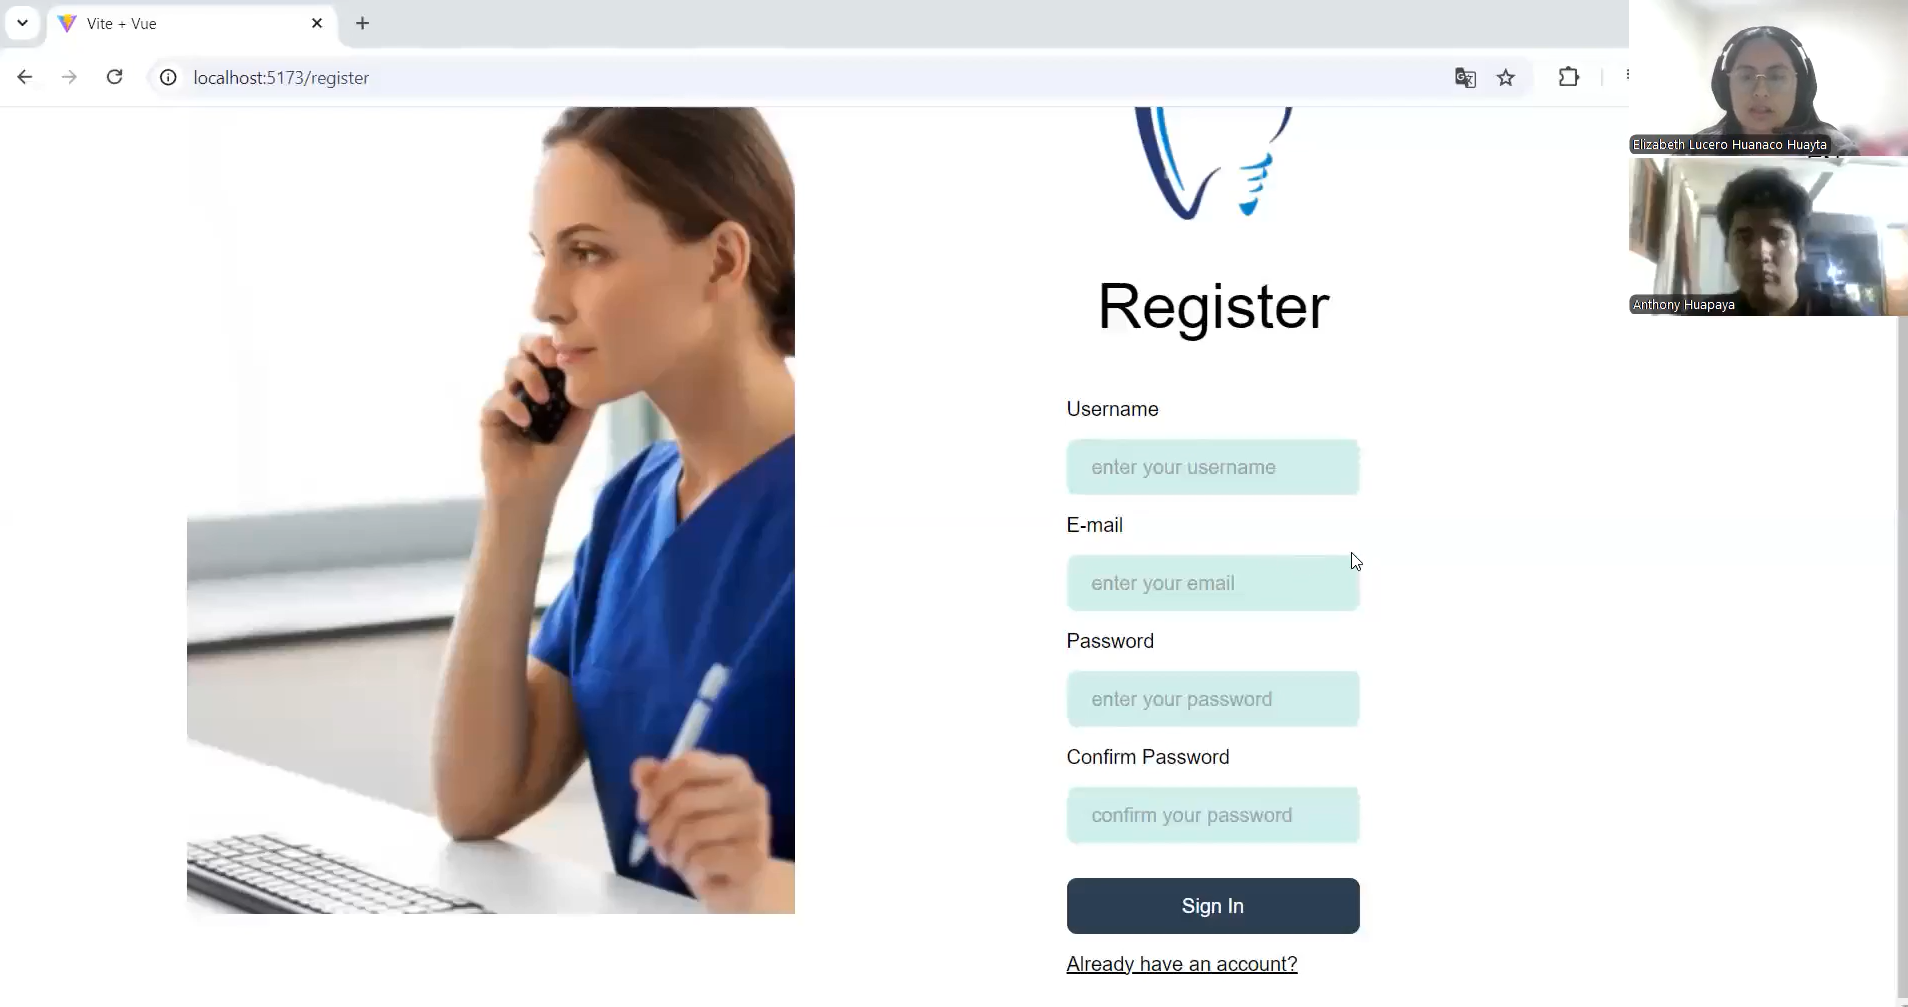 Vite + Vue
localhost:5173/register
Elizabeth Lucero Huanaco Huayta
Anthony Huapaya
Register
Username
enter your username
E-mail
enter your email
Password
enter your password
Confirm Password
confirm your password
Sign In
Already have an account?